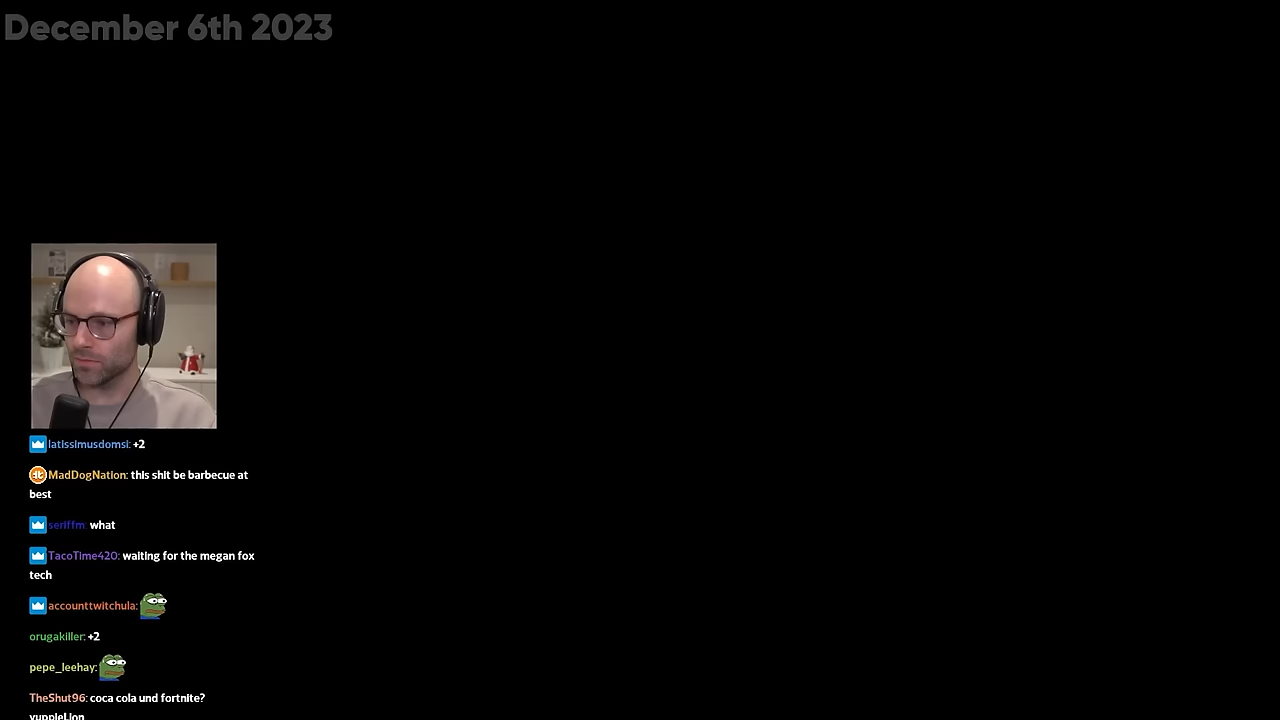 December 6th 2023
latissimusdomsi: +2
MadDogNation: this shit be barbecue at
best
seriffm: what
TacoTime420: waiting for the megan fox
tech
accounttwitchula:
orugakiller: +2
pepe_leehay:
TheShut96: coca cola und fortnite?
yuppieLion